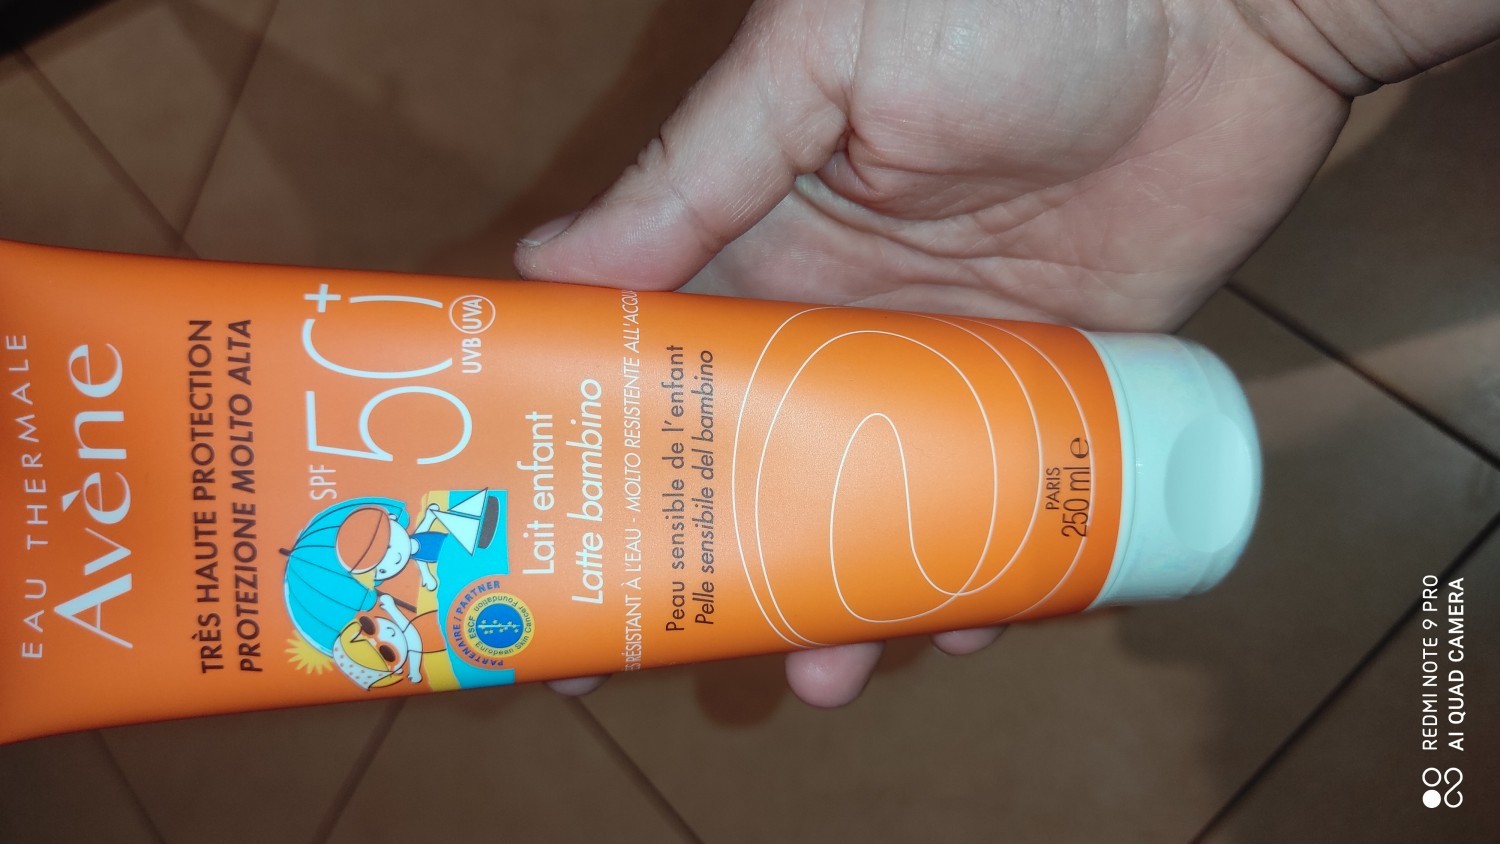 EAU THERMALE
Avène
TRÈS HAUTE PROTECTION
PROTEZIONE MOLTO ALTA
SPF 50+
UVB UVA
PARTENAIRE / PARTNER
ESCF
European Skin Cancer Foundation
Lait enfant
Latte bambino
RÉSISTANT À L'EAU - MOLTO RESISTENTE ALL'ACQU
Peau sensible de l'enfant
Pelle sensibile del bambino
PARIS
250 ml e
REDMI NOTE 9 PRO
AI QUAD CAMERA